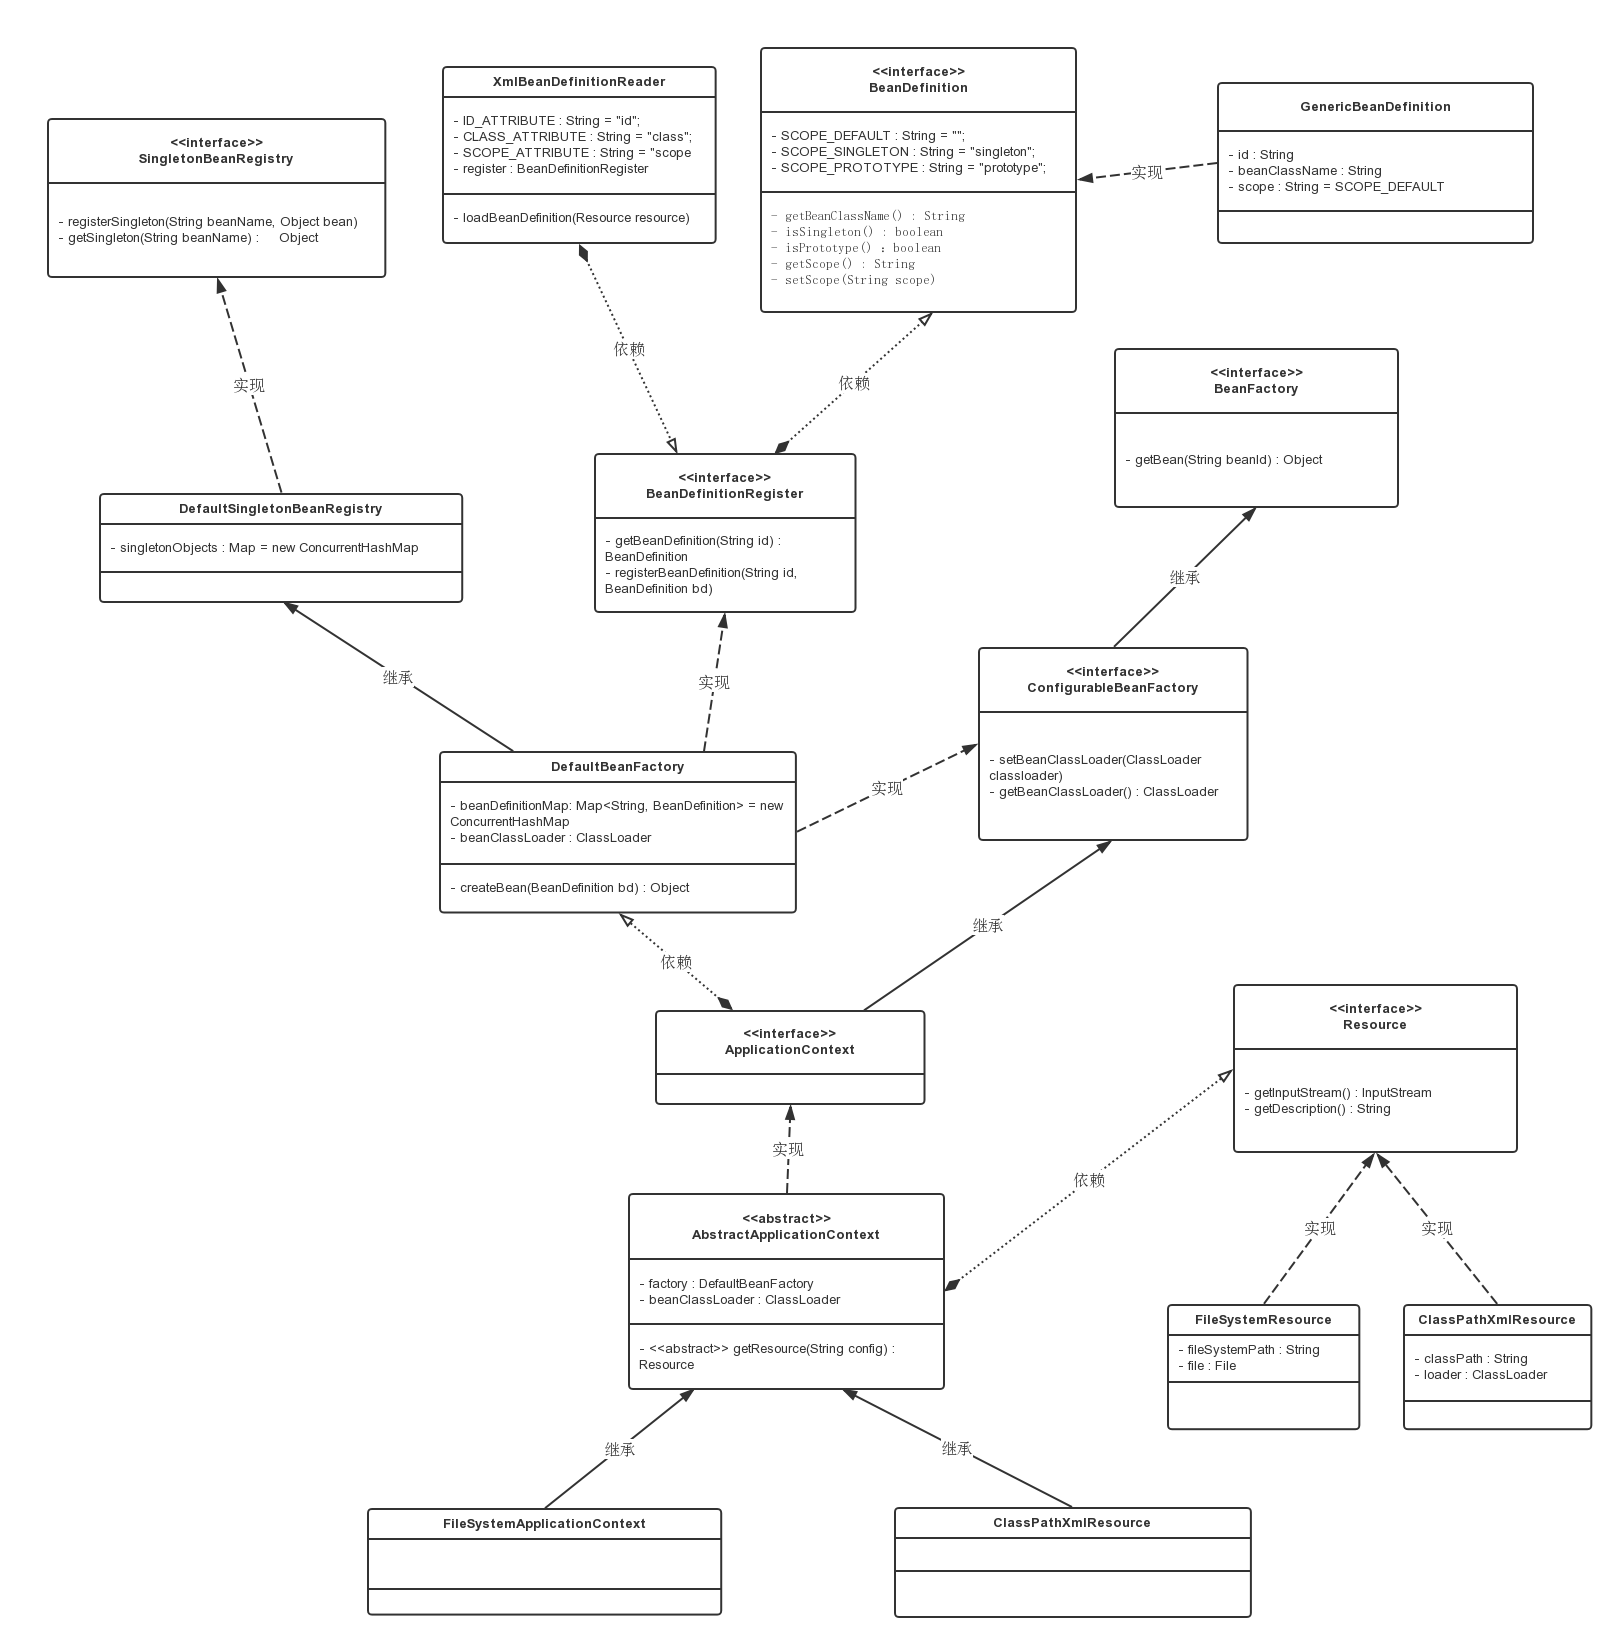 <<interface>>
SingletonBeanRegistry
- registerSingleton(String beanName, Object bean)
- getSingleton(String beanName) : Object
XmlBeanDefinitionReader
- ID_ATTRIBUTE : String = "id";
- CLASS_ATTRIBUTE : String = "class";
- SCOPE_ATTRIBUTE : String = "scope
- register : BeanDefinitionRegister
- loadBeanDefinition(Resource resource)
<<interface>>
BeanDefinition
- SCOPE_DEFAULT : String = "";
- SCOPE_SINGLETON : String = "singleton";
- SCOPE_PROTOTYPE : String = "prototype";
- getBeanClassName() : String
- isSingleton() : boolean
- isPrototype() ：boolean
- getScope() : String
- setScope(String scope)
实现
GenericBeanDefinition
- id : String
- beanClassName : String
- scope : String = SCOPE_DEFAULT
实现
依赖
依赖
<<interface>>
BeanFactory
- getBean(String beanId) : Object
DefaultSingletonBeanRegistry
- singletonObjects : Map = new ConcurrentHashMap
<<interface>>
BeanDefinitionRegister
- getBeanDefinition(String id) :
BeanDefinition
- registerBeanDefinition(String id,
BeanDefinition bd)
继承
继承
实现
<<interface>>
ConfigurableBeanFactory
- setBeanClassLoader(ClassLoader
classloader)
- getBeanClassLoader() : ClassLoader
DefaultBeanFactory
- beanDefinitionMap: Map<String, BeanDefinition> = new
ConcurrentHashMap
- beanClassLoader : ClassLoader
- createBean(BeanDefinition bd) : Object
实现
依赖
继承
<<interface>>
ApplicationContext
<<interface>>
Resource
- getInputStream() : InputStream
- getDescription() : String
实现
依赖
<<abstract>>
AbstractApplicationContext
- factory : DefaultBeanFactory
- beanClassLoader : ClassLoader
- <<abstract>> getResource(String config) :
Resource
实现
实现
FileSystemResource
- fileSystemPath : String
- file : File
ClassPathXmlResource
- classPath : String
- loader : ClassLoader
继承
继承
FileSystemApplicationContext
ClassPathXmlResource